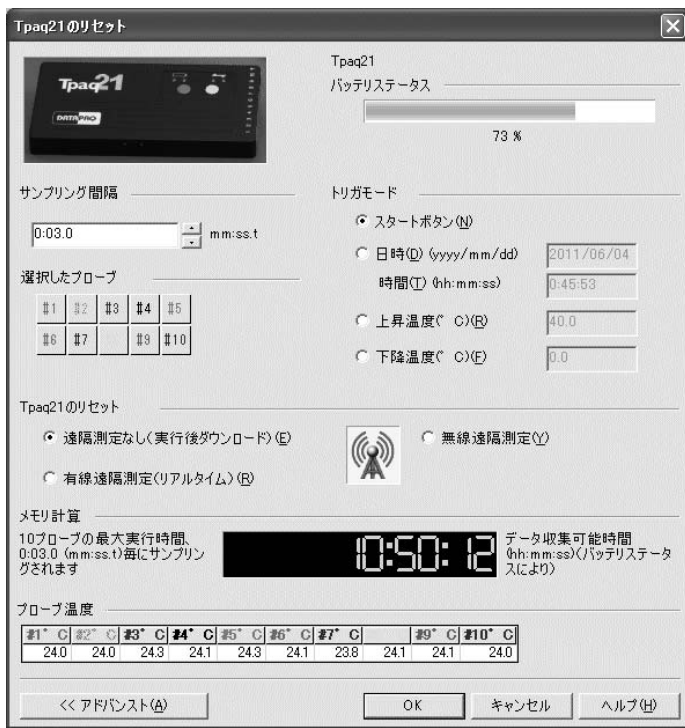 Tpaq21のリセット
Tpaq21
DATAPAQ
Tpaq21
バッテリステータス
73 %
サンプリング間隔
0:03.0
mm:ss.t
選択したプローブ
#1 #2 #3 #4 #5
#6 #7 #9 #10
トリガモード
スタートボタン(N)
日時(D) (yyyy/mm/dd) 2011/06/04
時間(T) (hh:mm:ss) 0:45:53
上昇温度(° C)(R) 40.0
下降温度(° C)(F) 0.0
Tpaq21のリセット
遠隔測定なし(実行後ダウンロード)(E)
無線遠隔測定(Y)
有線遠隔測定(リアルタイム)(R)
メモリ計算
10プローブの最大実行時間、
0:03.0 (mm:ss.t)毎にサンプリン
グされます
10:50:12
データ収集可能時間
(hh:mm:ss)(バッテリステータ
スにより)
プローブ温度
#1° C #2° C #3° C #4° C #5° C #6° C #7° C #9° C #10° C
24.0 24.0 24.3 24.1 24.3 24.1 23.8 24.1 24.1 24.0
<< アドバンスト(A)
OK
キャンセル
ヘルプ(H)